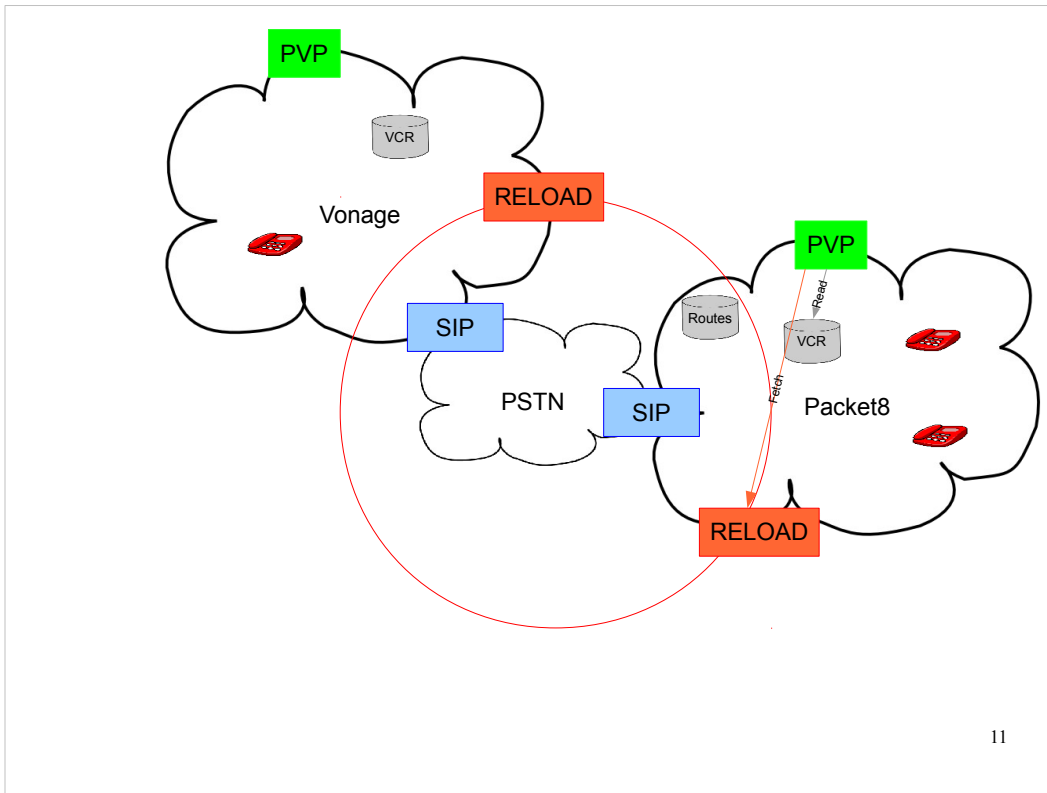 PVP
VCR
RELOAD
Vonage
PVP
Read
Routes
SIP
VCR
Fetch
PSTN
SIP
Packet8
RELOAD
11